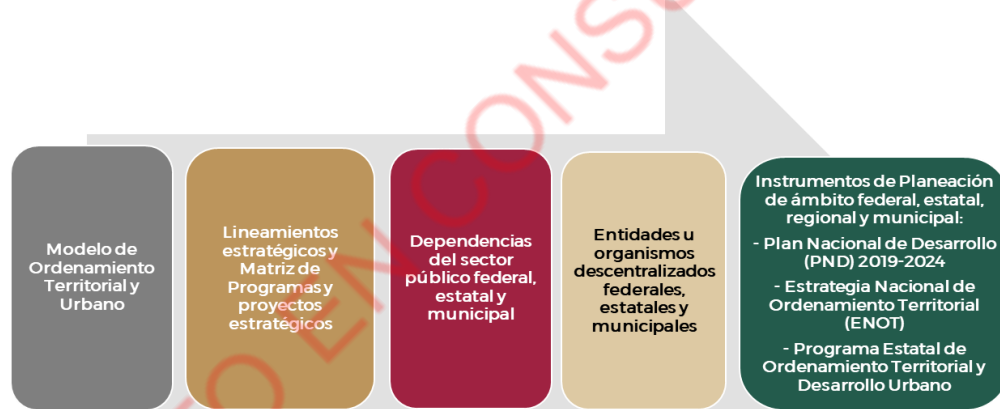 Modelo de
Ordenamiento
Territorial y
Urbano
Lineamientos
estratégicos y
Matriz de
Programas y
proyectos
estratégicos
Dependencias
del sector
público federal,
estatal y
municipal
Entidades u
organismos
descentralizados
federales,
estatales y
municipales
Instrumentos de Planeación
de ámbito federal, estatal,
regional y municipal:
- Plan Nacional de Desarrollo
(PND) 2019-2024
- Estrategia Nacional de
Ordenamiento Territorial
(ENOT)
- Programa Estatal de
Ordenamiento Territorial y
Desarrollo Urbano